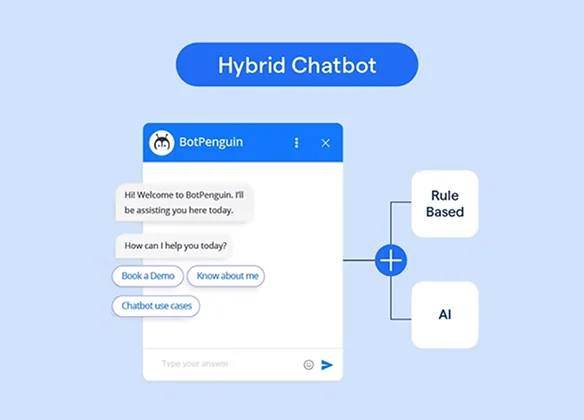 Hybrid Chatbot
BotPenguin
Hi! Welcome to BotPenguin. I'll
be assisting you here today.
How can I help you today?
Book a Demo
Know about me
Chatbot use cases
Type your answer
Rule
Based
AI